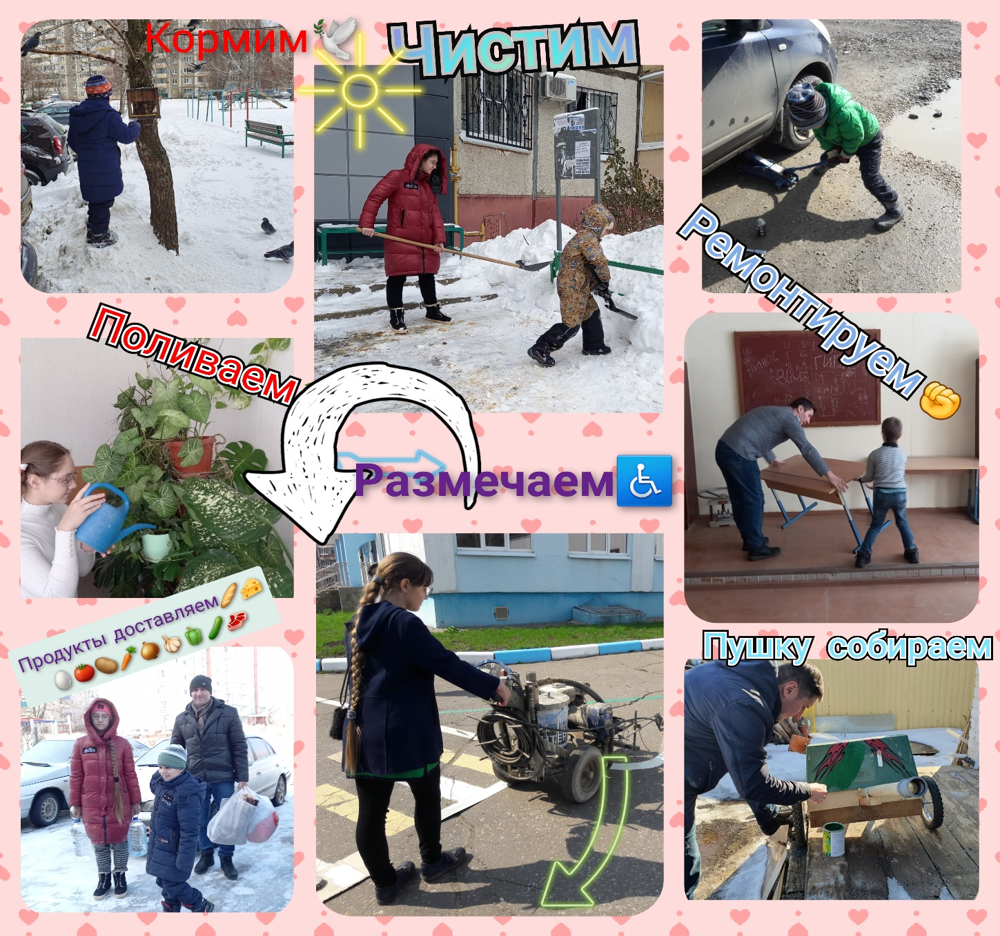 Кормим
Чистим
Ремонтируем
Поливаем
Размечаем
Продукты доставляем
Пушку собираем